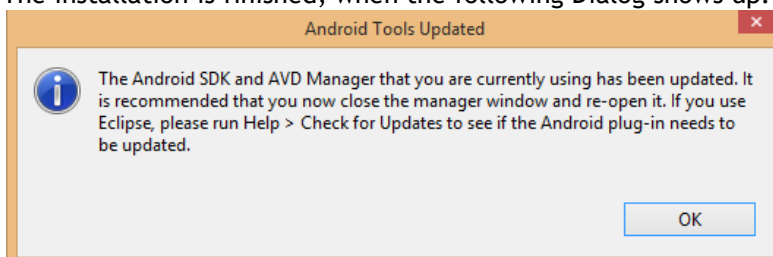 The installation is finished, when the following Dialog shows up.
Android Tools Updated
The Android SDK and AVD Manager that you are currently using has been updated. It
is recommended that you now close the manager window and re-open it. If you use
Eclipse, please run Help > Check for Updates to see if the Android plug-in needs to
be updated.
OK